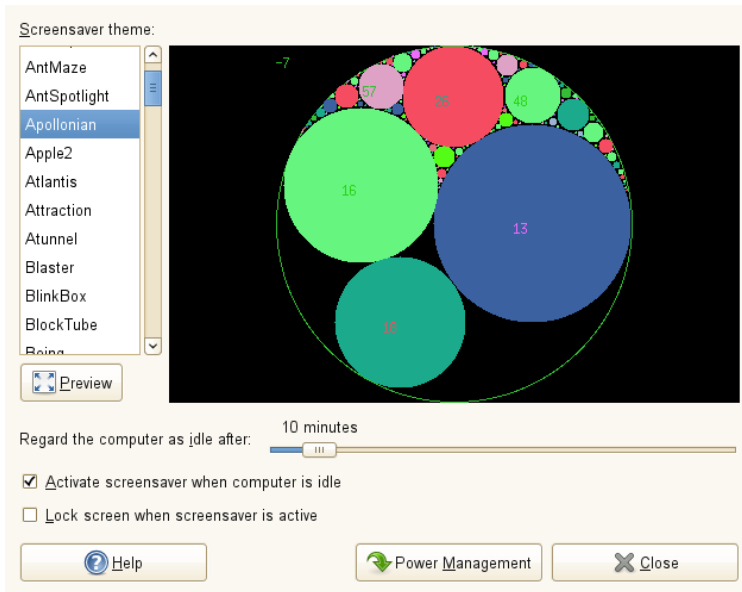 Screensaver theme:
AntMaze
AntSpotlight
Apollonian
Apple2
Atlantis
Attraction
Atunnel
Blaster
BlinkBox
BlockTube
Preview
-7
57
26
48
16
13
18
Regard the computer as idle after:
10 minutes
Activate screensaver when computer is idle
Lock screen when screensaver is active
Help
Power Management
Close